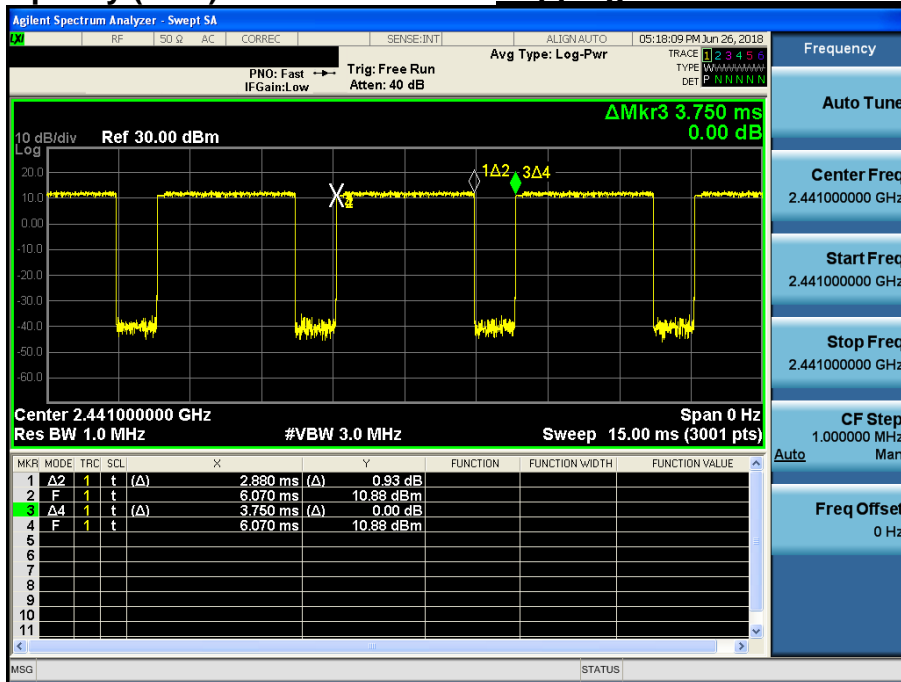 Agilent Spectrum Analyzer - Swept SA
LXI RF 50 Ω AC CORREC SENSE:INT ALIGN AUTO 05:18:09 PM Jun 26, 2018
Avg Type: Log-Pwr
TRACE 1 2 3 4 5 6
TYPE WWWWWW
DET P N N N N N
PNO: Fast
IFGain:Low
Trig: Free Run
Atten: 40 dB
ΔMkr3 3.750 ms
0.00 dB
10 dB/div Ref 30.00 dBm
Log
20.0
10.0
0.00
-10.0
-20.0
-30.0
-40.0
-50.0
-60.0
1Δ2 3Δ4
Center 2.441000000 GHz Span 0 Hz
Res BW 1.0 MHz #VBW 3.0 MHz Sweep 15.00 ms (3001 pts)
MKR MODE TRC SCL X Y FUNCTION FUNCTION WIDTH FUNCTION VALUE
1 Δ2 1 t (Δ) 2.880 ms (Δ) 0.93 dB
2 F 1 t 6.070 ms 10.88 dBm
3 Δ4 1 t (Δ) 3.750 ms (Δ) 0.00 dB
4 F 1 t 6.070 ms 10.88 dBm
5
6
7
8
9
10
11
MSG STATUS
Frequency
Auto Tune
Center Freq
2.441000000 GHz
Start Freq
2.441000000 GHz
Stop Freq
2.441000000 GHz
CF Step
1.000000 MHz
Auto Man
Freq Offset
0 Hz